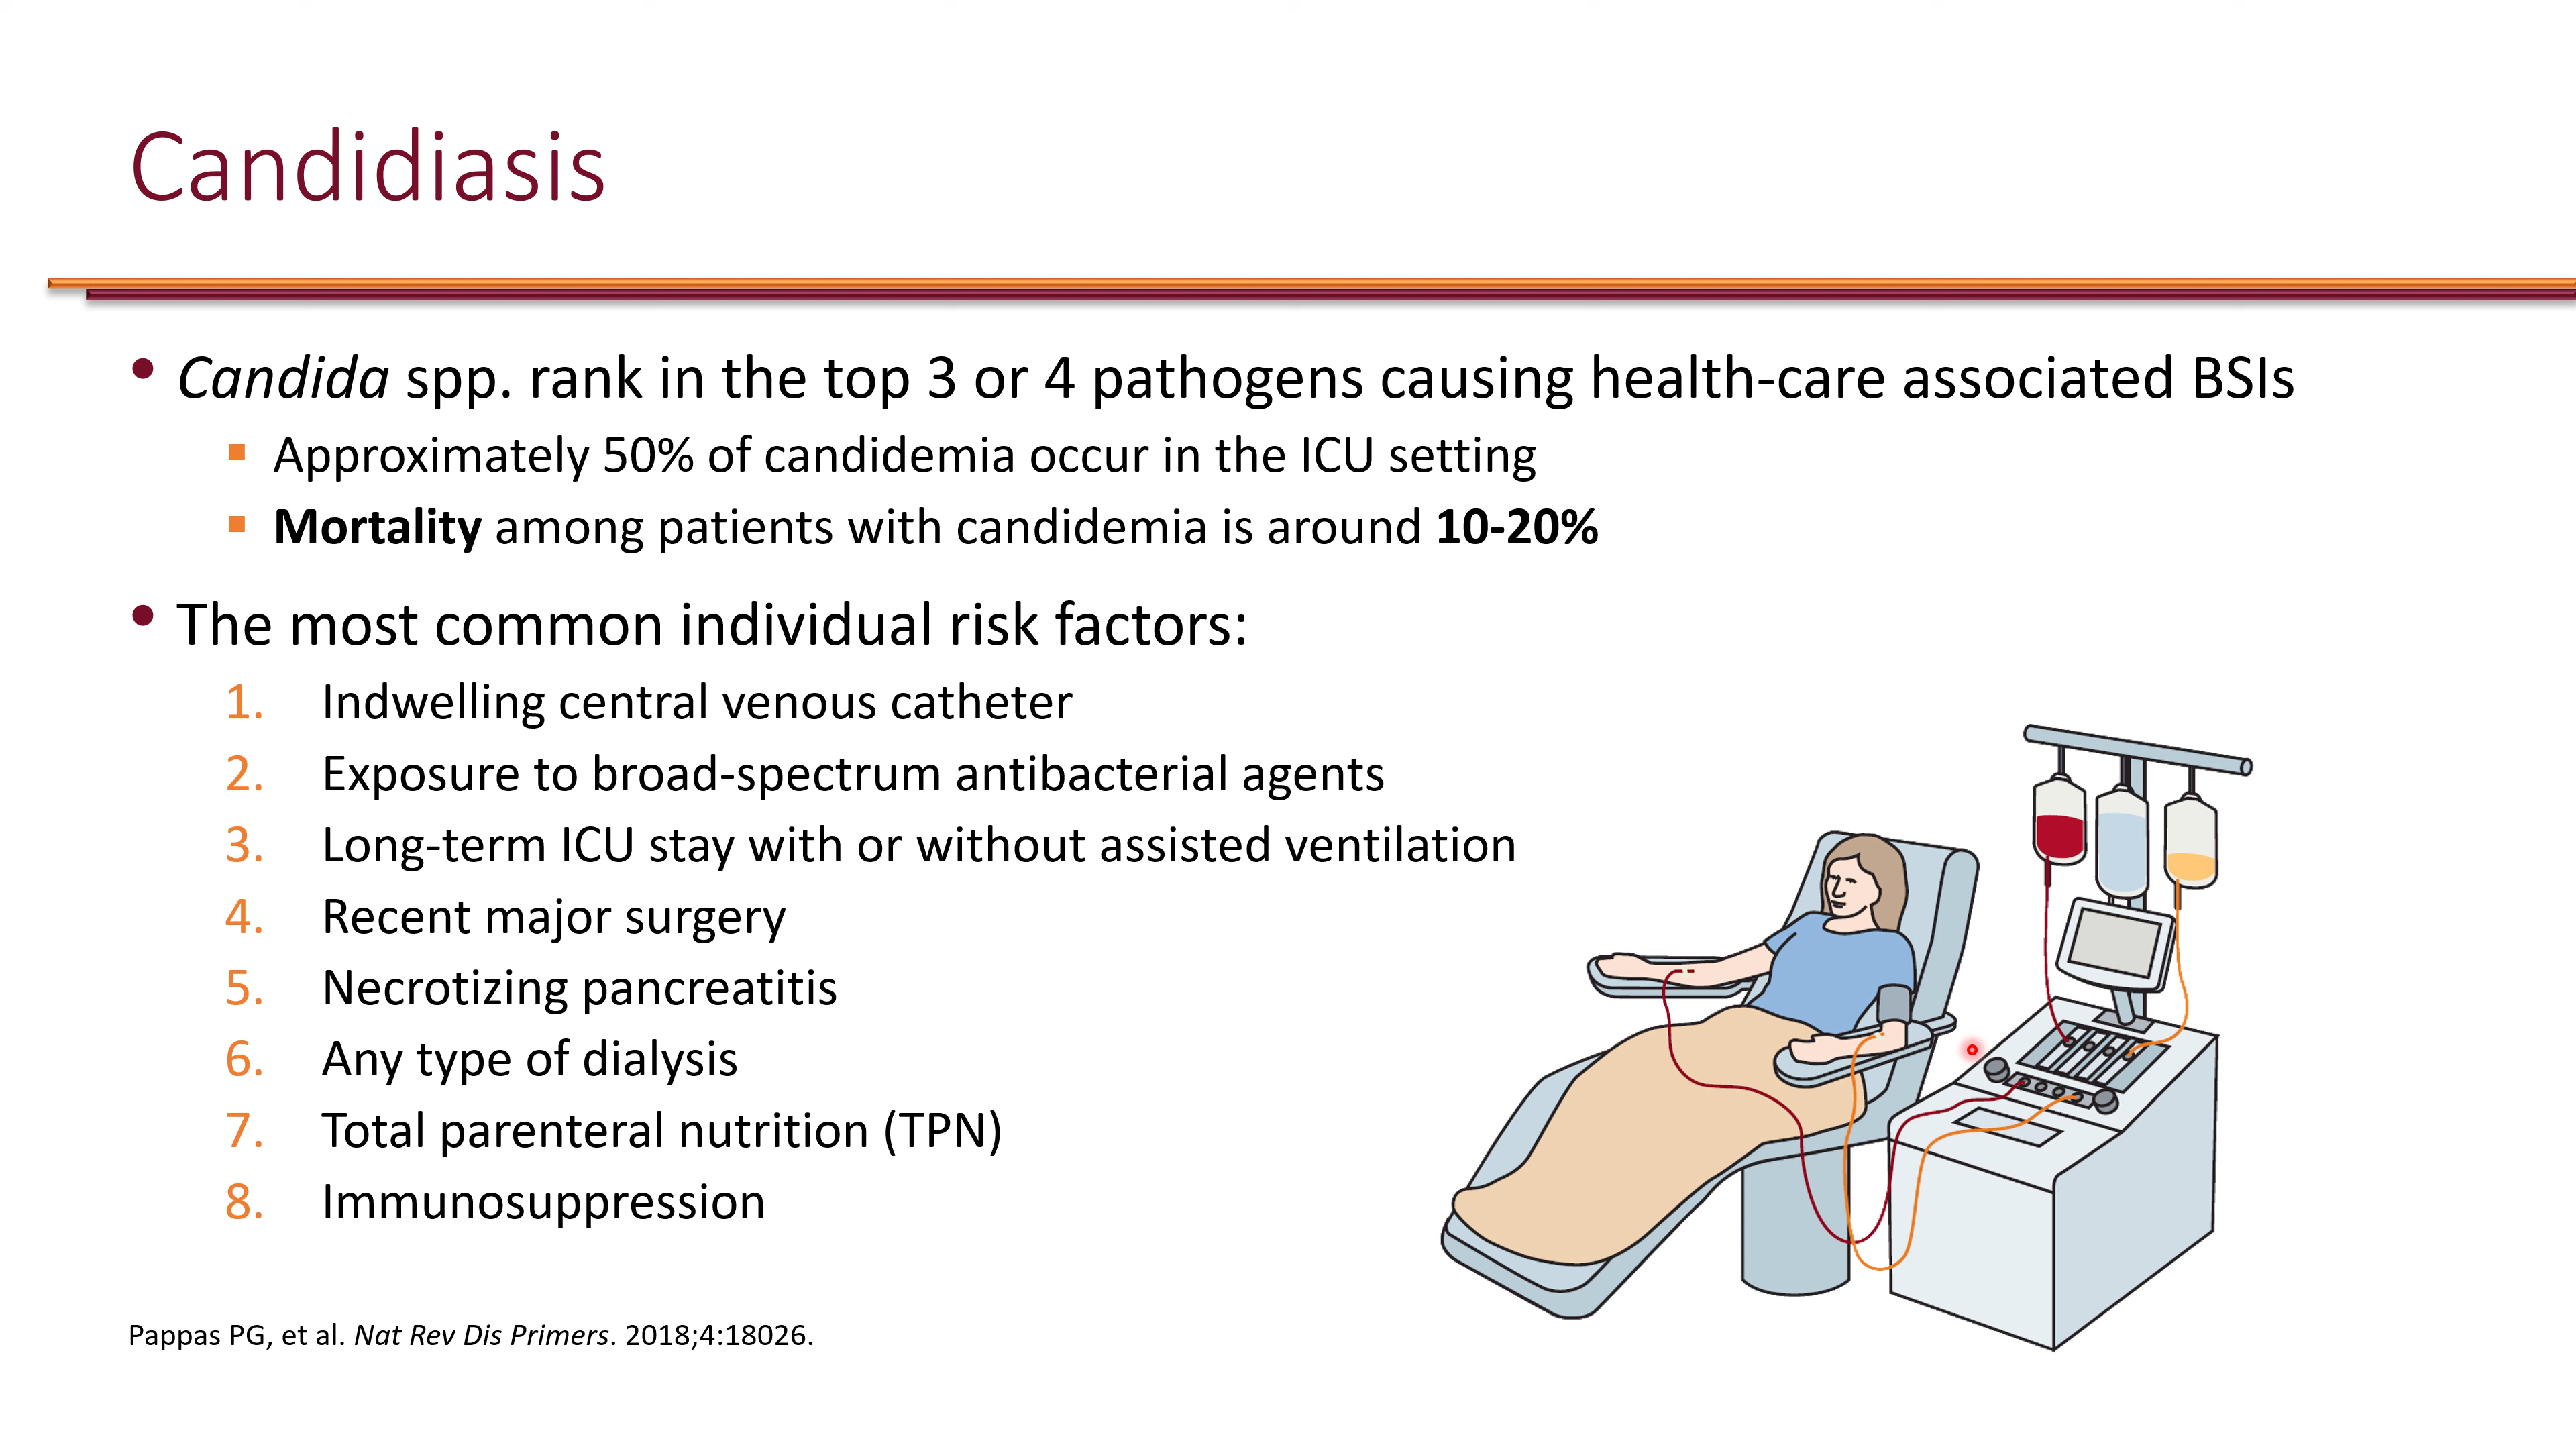 Candidiasis
• Candida spp. rank in the top 3 or 4 pathogens causing health-care associated BSIs
▪ Approximately 50% of candidemia occur in the ICU setting
▪ Mortality among patients with candidemia is around 10-20%
• The most common individual risk factors:
1. Indwelling central venous catheter
2. Exposure to broad-spectrum antibacterial agents
3. Long-term ICU stay with or without assisted ventilation
4. Recent major surgery
5. Necrotizing pancreatitis
6. Any type of dialysis
7. Total parenteral nutrition (TPN)
8. Immunosuppression
Pappas PG, et al. Nat Rev Dis Primers. 2018;4:18026.